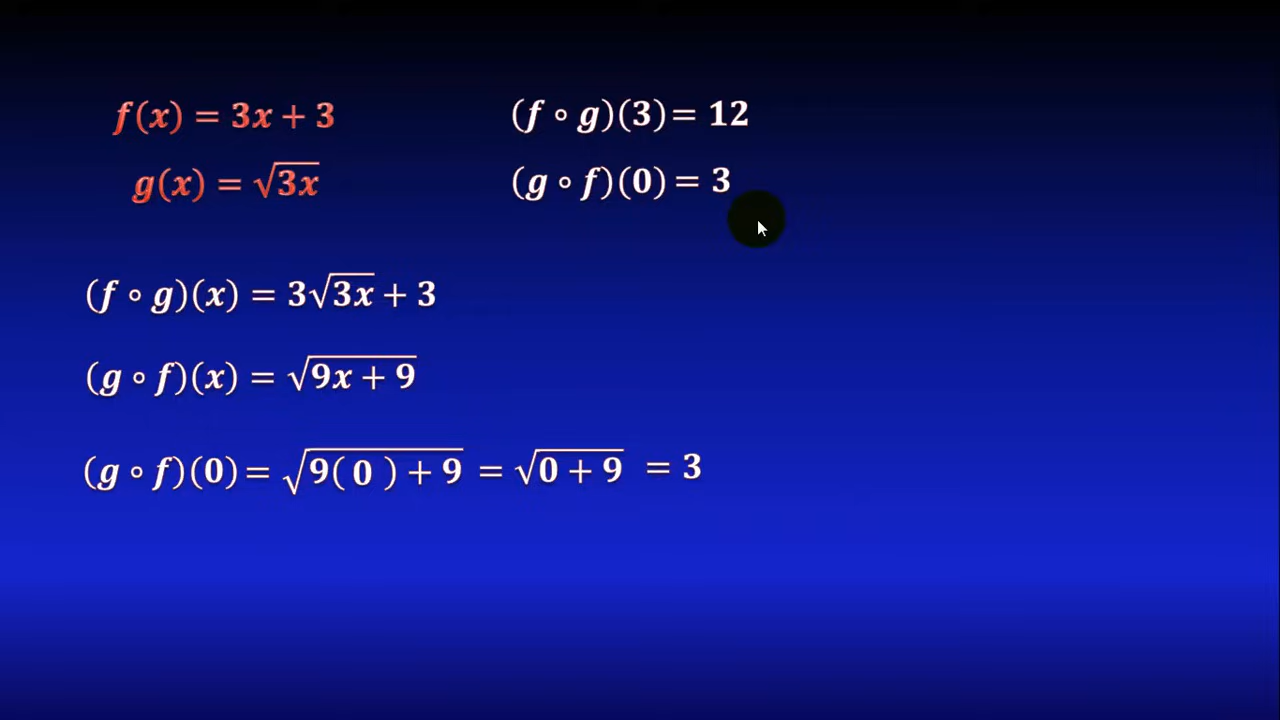 f(x) = 3x + 3
g(x) = √3x
(f ∘ g)(3) = 12
(g ∘ f)(0) = 3
(f ∘ g)(x) = 3√3x + 3
(g ∘ f)(x) = √9x + 9
(g ∘ f)(0) = √9( 0 ) + 9 = √0 + 9 = 3